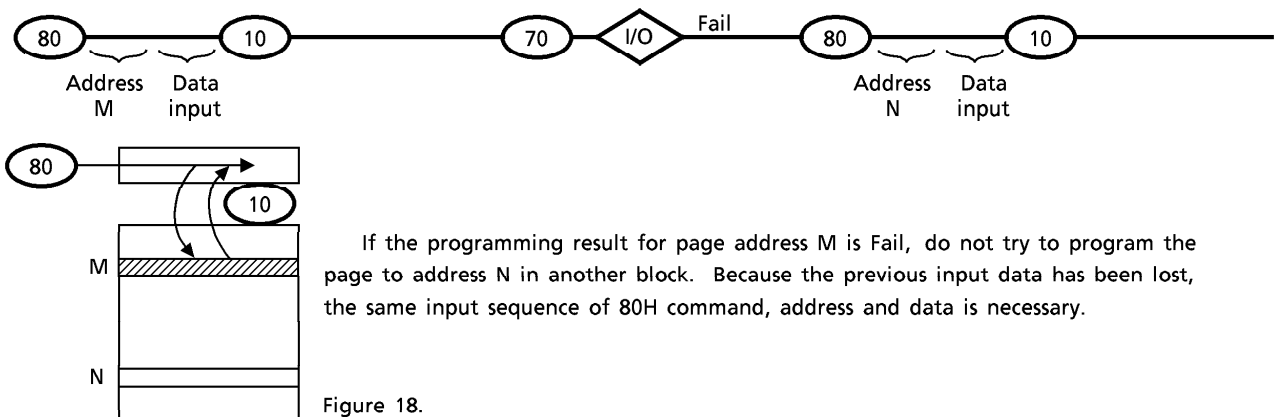 80 10 70 I/O Fail 80 10
Address Data Address Data
M input N input
80
10
M
If the programming result for page address M is Fail, do not try to program the
page to address N in another block. Because the previous input data has been lost,
the same input sequence of 80H command, address and data is necessary.
N
Figure 18.